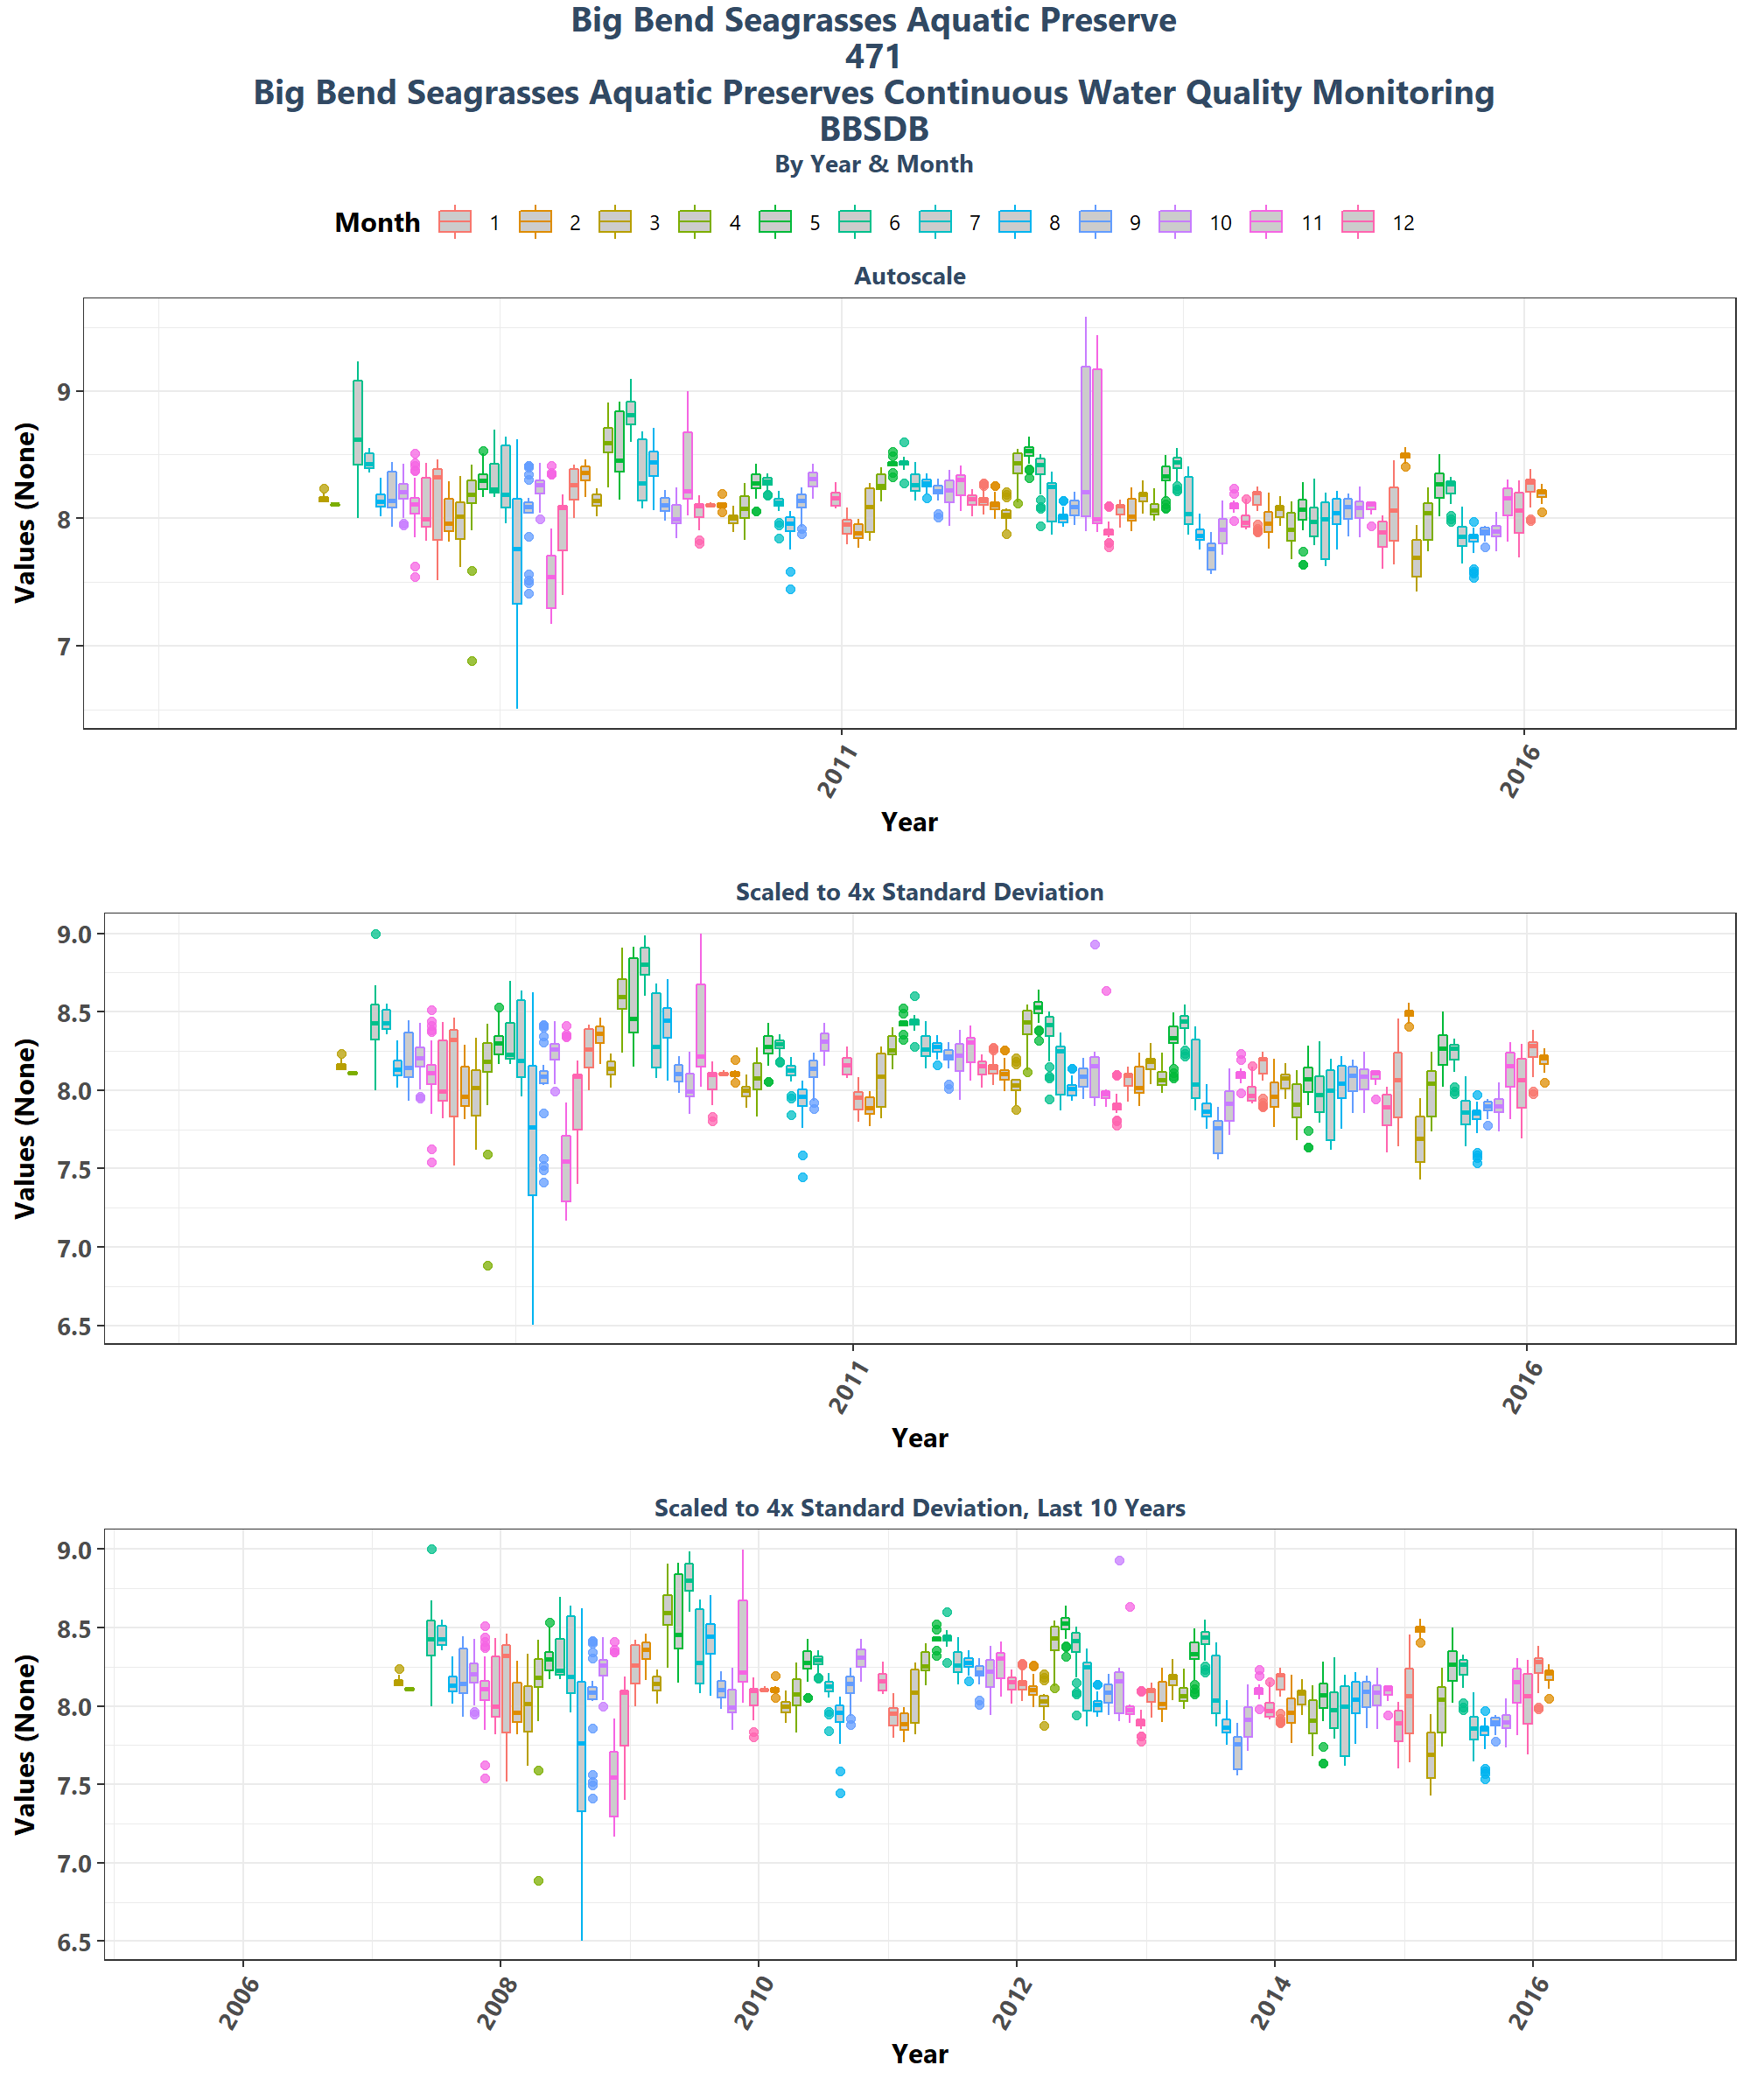 Big Bend Seagrasses Aquatic Preserve
471
Big Bend Seagrasses Aquatic Preserves Continuous Water Quality Monitoring
BBSDB
By Year & Month
Month 1 2 3 4 5 6 7 8 9 10 11 12
Autoscale
Values (None)
9
8
7
2011 2016
Year
Scaled to 4x Standard Deviation
Values (None)
9.0
8.5
8.0
7.5
7.0
6.5
2011 2016
Year
Scaled to 4x Standard Deviation, Last 10 Years
Values (None)
9.0
8.5
8.0
7.5
7.0
6.5
2006 2008 2010 2012 2014 2016
Year